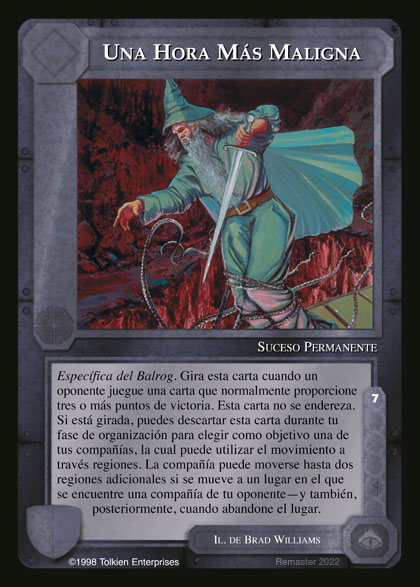 Una Hora Más Maligna
Suceso Permanente
Específica del Balrog. Gira esta carta cuando un
oponente juegue una carta que normalmente proporcione
tres o más puntos de victoria. Esta carta no se endereza.
Si está girada, puedes descartar esta carta durante tu
fase de organización para elegir como objetivo una de
tus compañías, la cual puede utilizar el movimiento a
través regiones. La compañía puede moverse hasta dos
regiones adicionales si se mueve a un lugar en el que
se encuentre una compañía de tu oponente—y también,
posteriormente, cuando abandone el lugar.
7
Il. de Brad Williams
©1998 Tolkien Enterprises
Remaster 2022